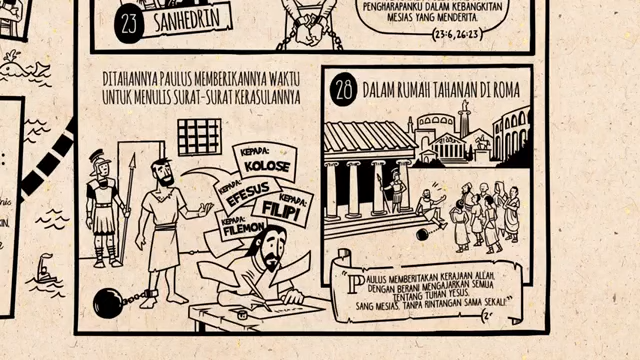 23 SANHEDRIN
PENGHARAPANKU DALAM KEBANGKITAN
MESIAS YANG MENDERITA.
(23:6, 26:23)
DITAHANNYA PAULUS MEMBERIKANNYA WAKTU
UNTUK MENULIS SURAT-SURAT KERASULANNYA
KEPADA:
KOLOSE
KEPADA:
EFESUS
KEPADA:
FILIPI
KEPADA:
FILEMON
28 DALAM RUMAH TAHANAN DI ROMA
"PAULUS MEMBERITAKAN KERAJAAN ALLAH,
DENGAN BERANI MENGAJARKAN SEMUA
TENTANG TUHAN YESUS,
SANG MESIAS, TANPA RINTANGAN SAMA SEKALI!"